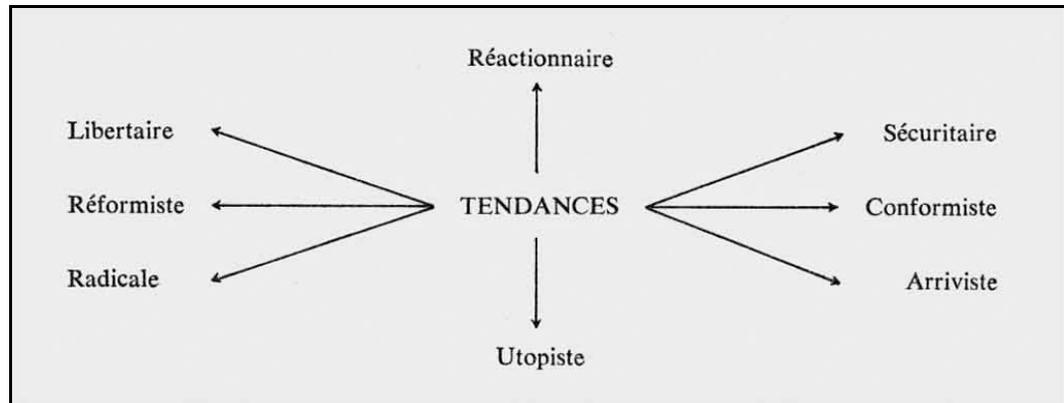 Réactionnaire
Libertaire
Sécuritaire
Réformiste
TENDANCES
Conformiste
Radicale
Arriviste
Utopiste